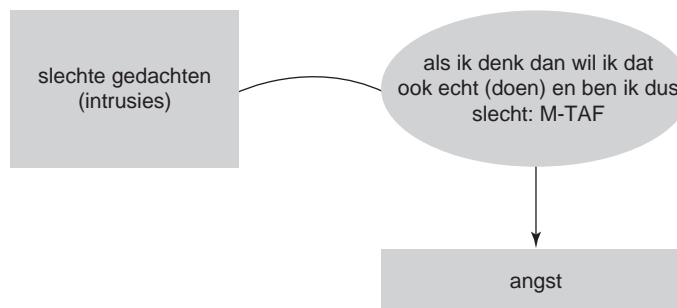 slechte gedachten
(intrusies)
als ik denk dan wil ik dat
ook echt (doen) en ben ik dus
slecht: M-TAF
angst